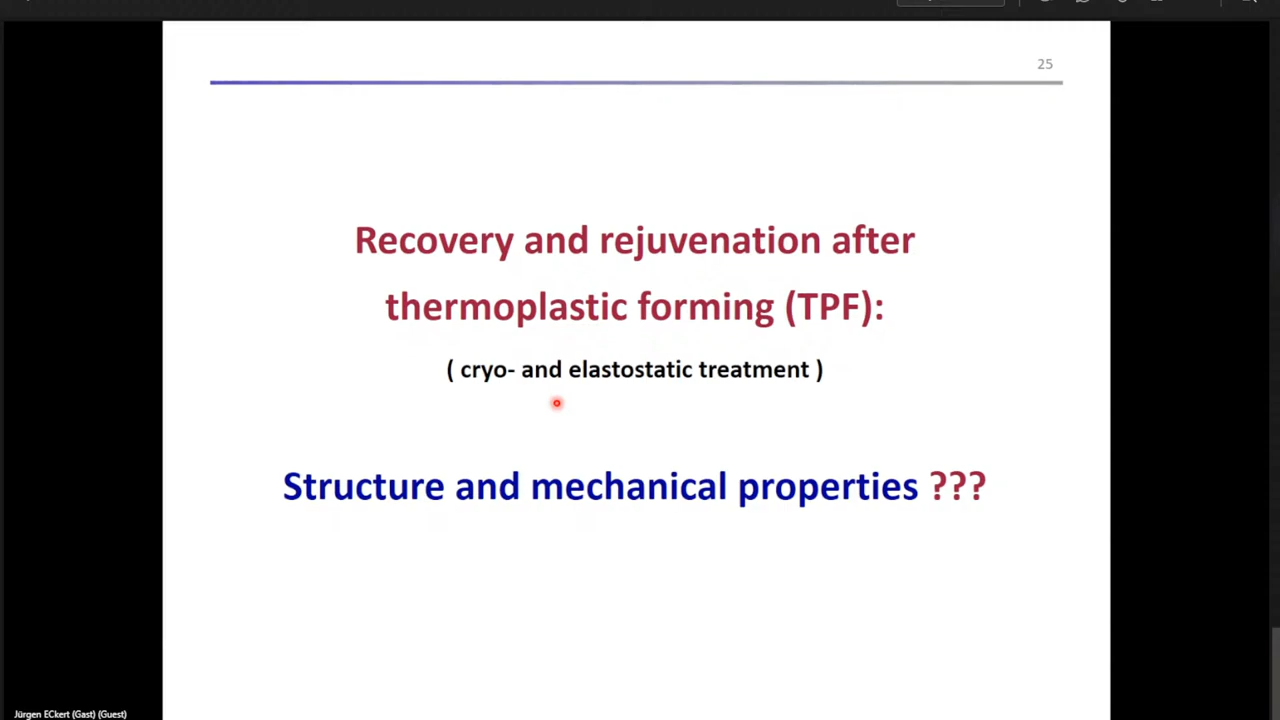 25
Recovery and rejuvenation after
thermoplastic forming (TPF):
( cryo- and elastostatic treatment )
Structure and mechanical properties ???
Jürgen ECkert (Gast) (Guest)